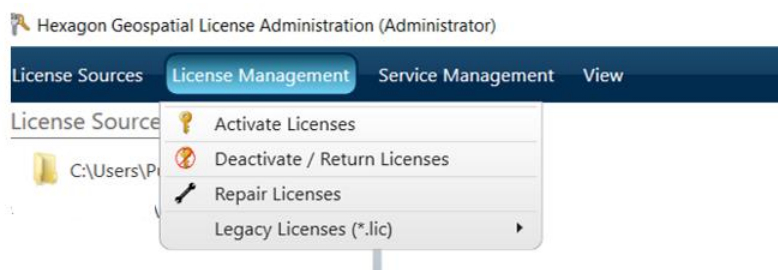 Hexagon Geospatial License Administration (Administrator)
License Sources License Management Service Management View
License Source
Activate Licenses
C:\Users\P
Deactivate / Return Licenses
Repair Licenses
Legacy Licenses (*.lic)